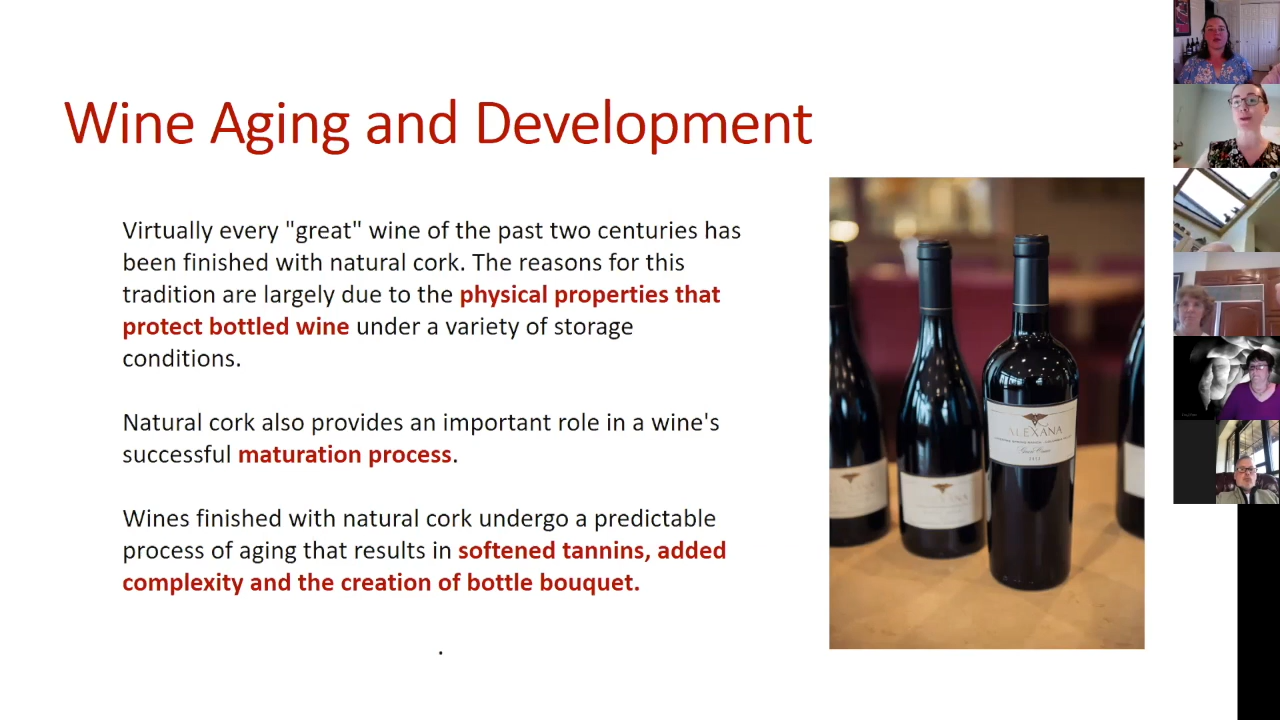 Wine Aging and Development
Virtually every "great" wine of the past two centuries has
been finished with natural cork. The reasons for this
tradition are largely due to the physical properties that
protect bottled wine under a variety of storage
conditions.
Natural cork also provides an important role in a wine's
successful maturation process.
Wines finished with natural cork undergo a predictable
process of aging that results in softened tannins, added
complexity and the creation of bottle bouquet.
.
ALEXANA